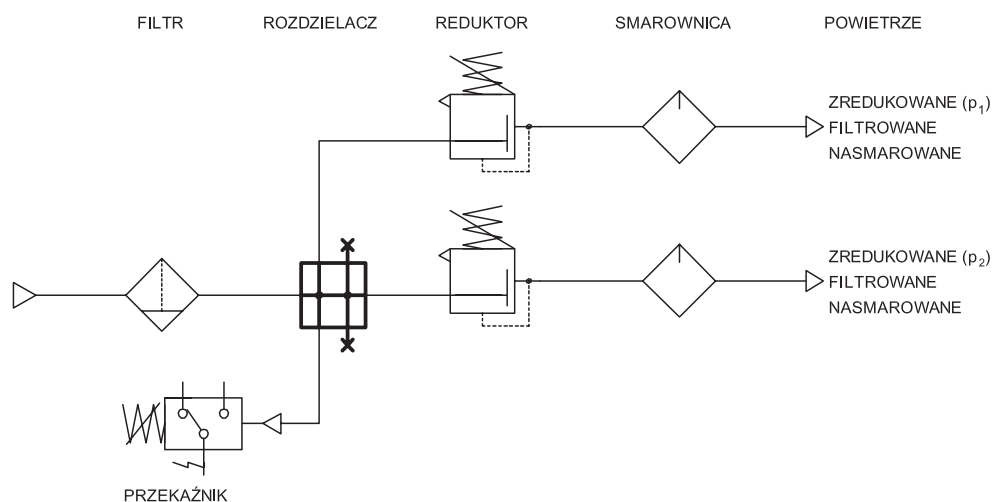 FILTR
ROZDZIELACZ
REDUKTOR
SMAROWNICA
POWIETRZE
ZREDUKOWANE (p₁)
FILTROWANE
NASMAROWANE
ZREDUKOWANE (p₂)
FILTROWANE
NASMAROWANE
PRZEKAŹNIK